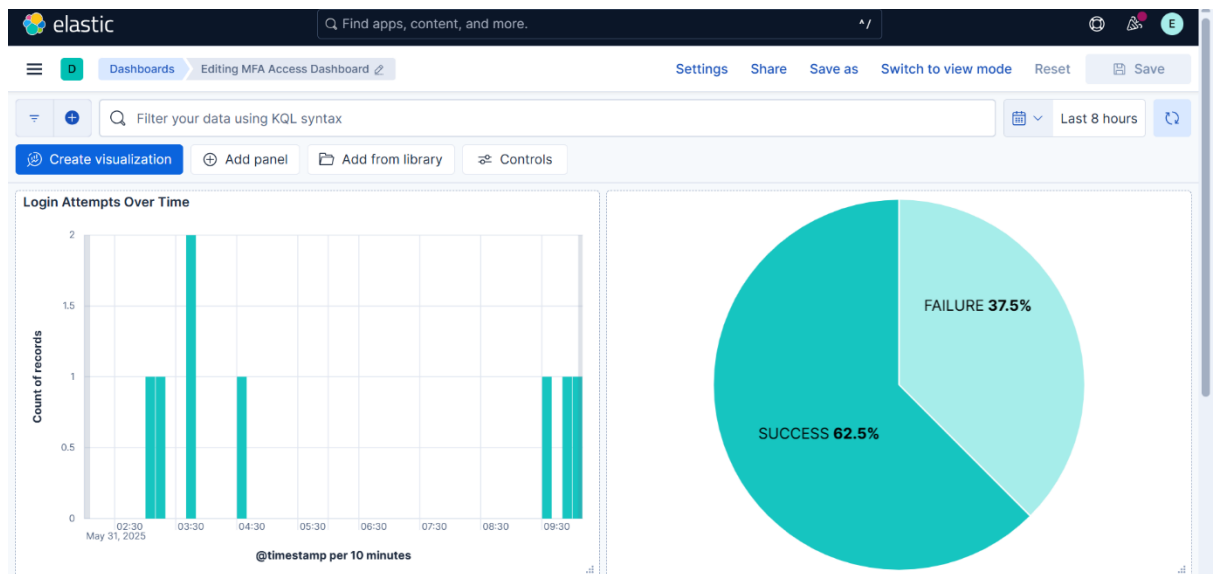 elastic
Find apps, content, and more.
^/
E
D
Dashboards
Editing MFA Access Dashboard
Settings
Share
Save as
Switch to view mode
Reset
Save
Filter your data using KQL syntax
Last 8 hours
Create visualization
Add panel
Add from library
Controls
Login Attempts Over Time
2
1.5
1
0.5
0
Count of records
02:30
03:30
04:30
05:30
06:30
07:30
08:30
09:30
May 31, 2025
@timestamp per 10 minutes
FAILURE 37.5%
SUCCESS 62.5%